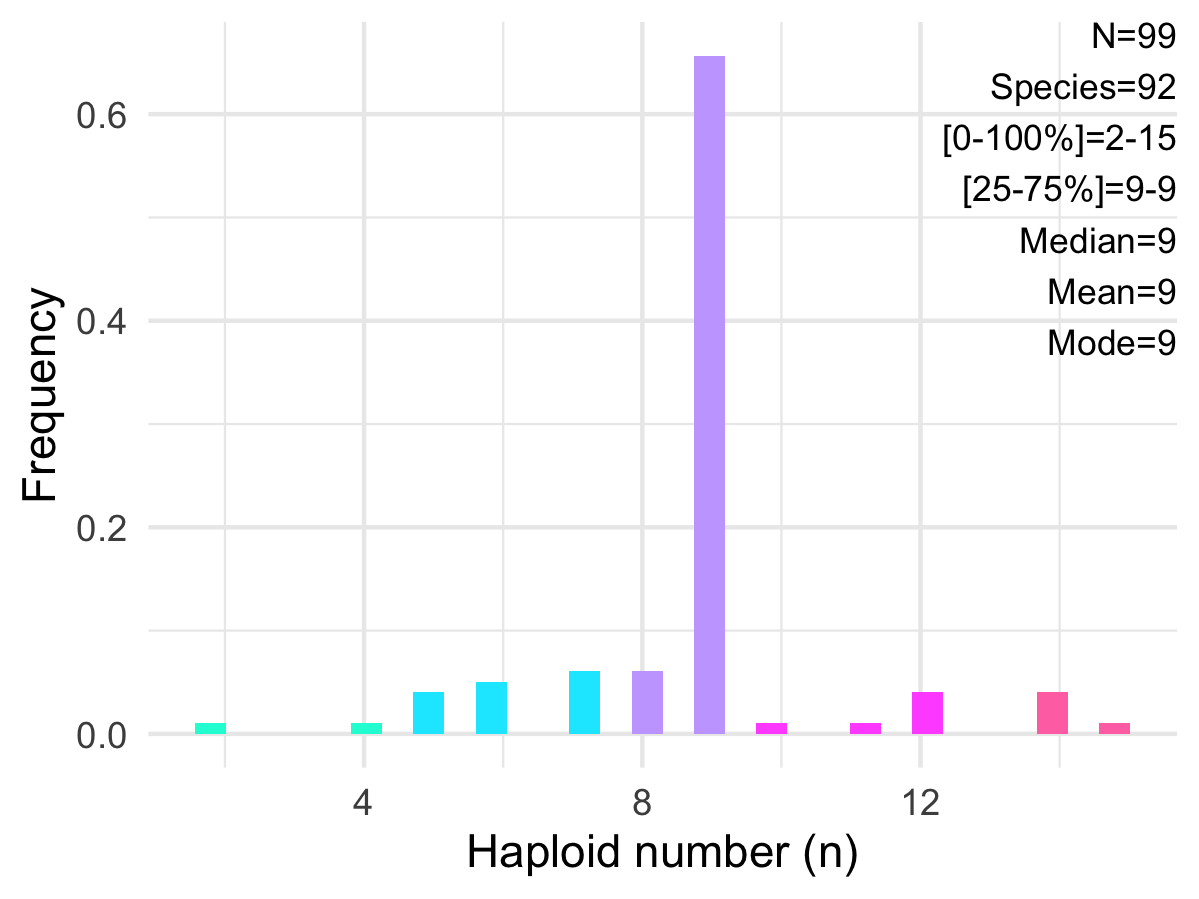 N=99
Species=92
[0-100%]=2-15
[25-75%]=9-9
Median=9
Mean=9
Mode=9
Frequency
0.6
0.4
0.2
0.0
4 8 12
Haploid number (n)